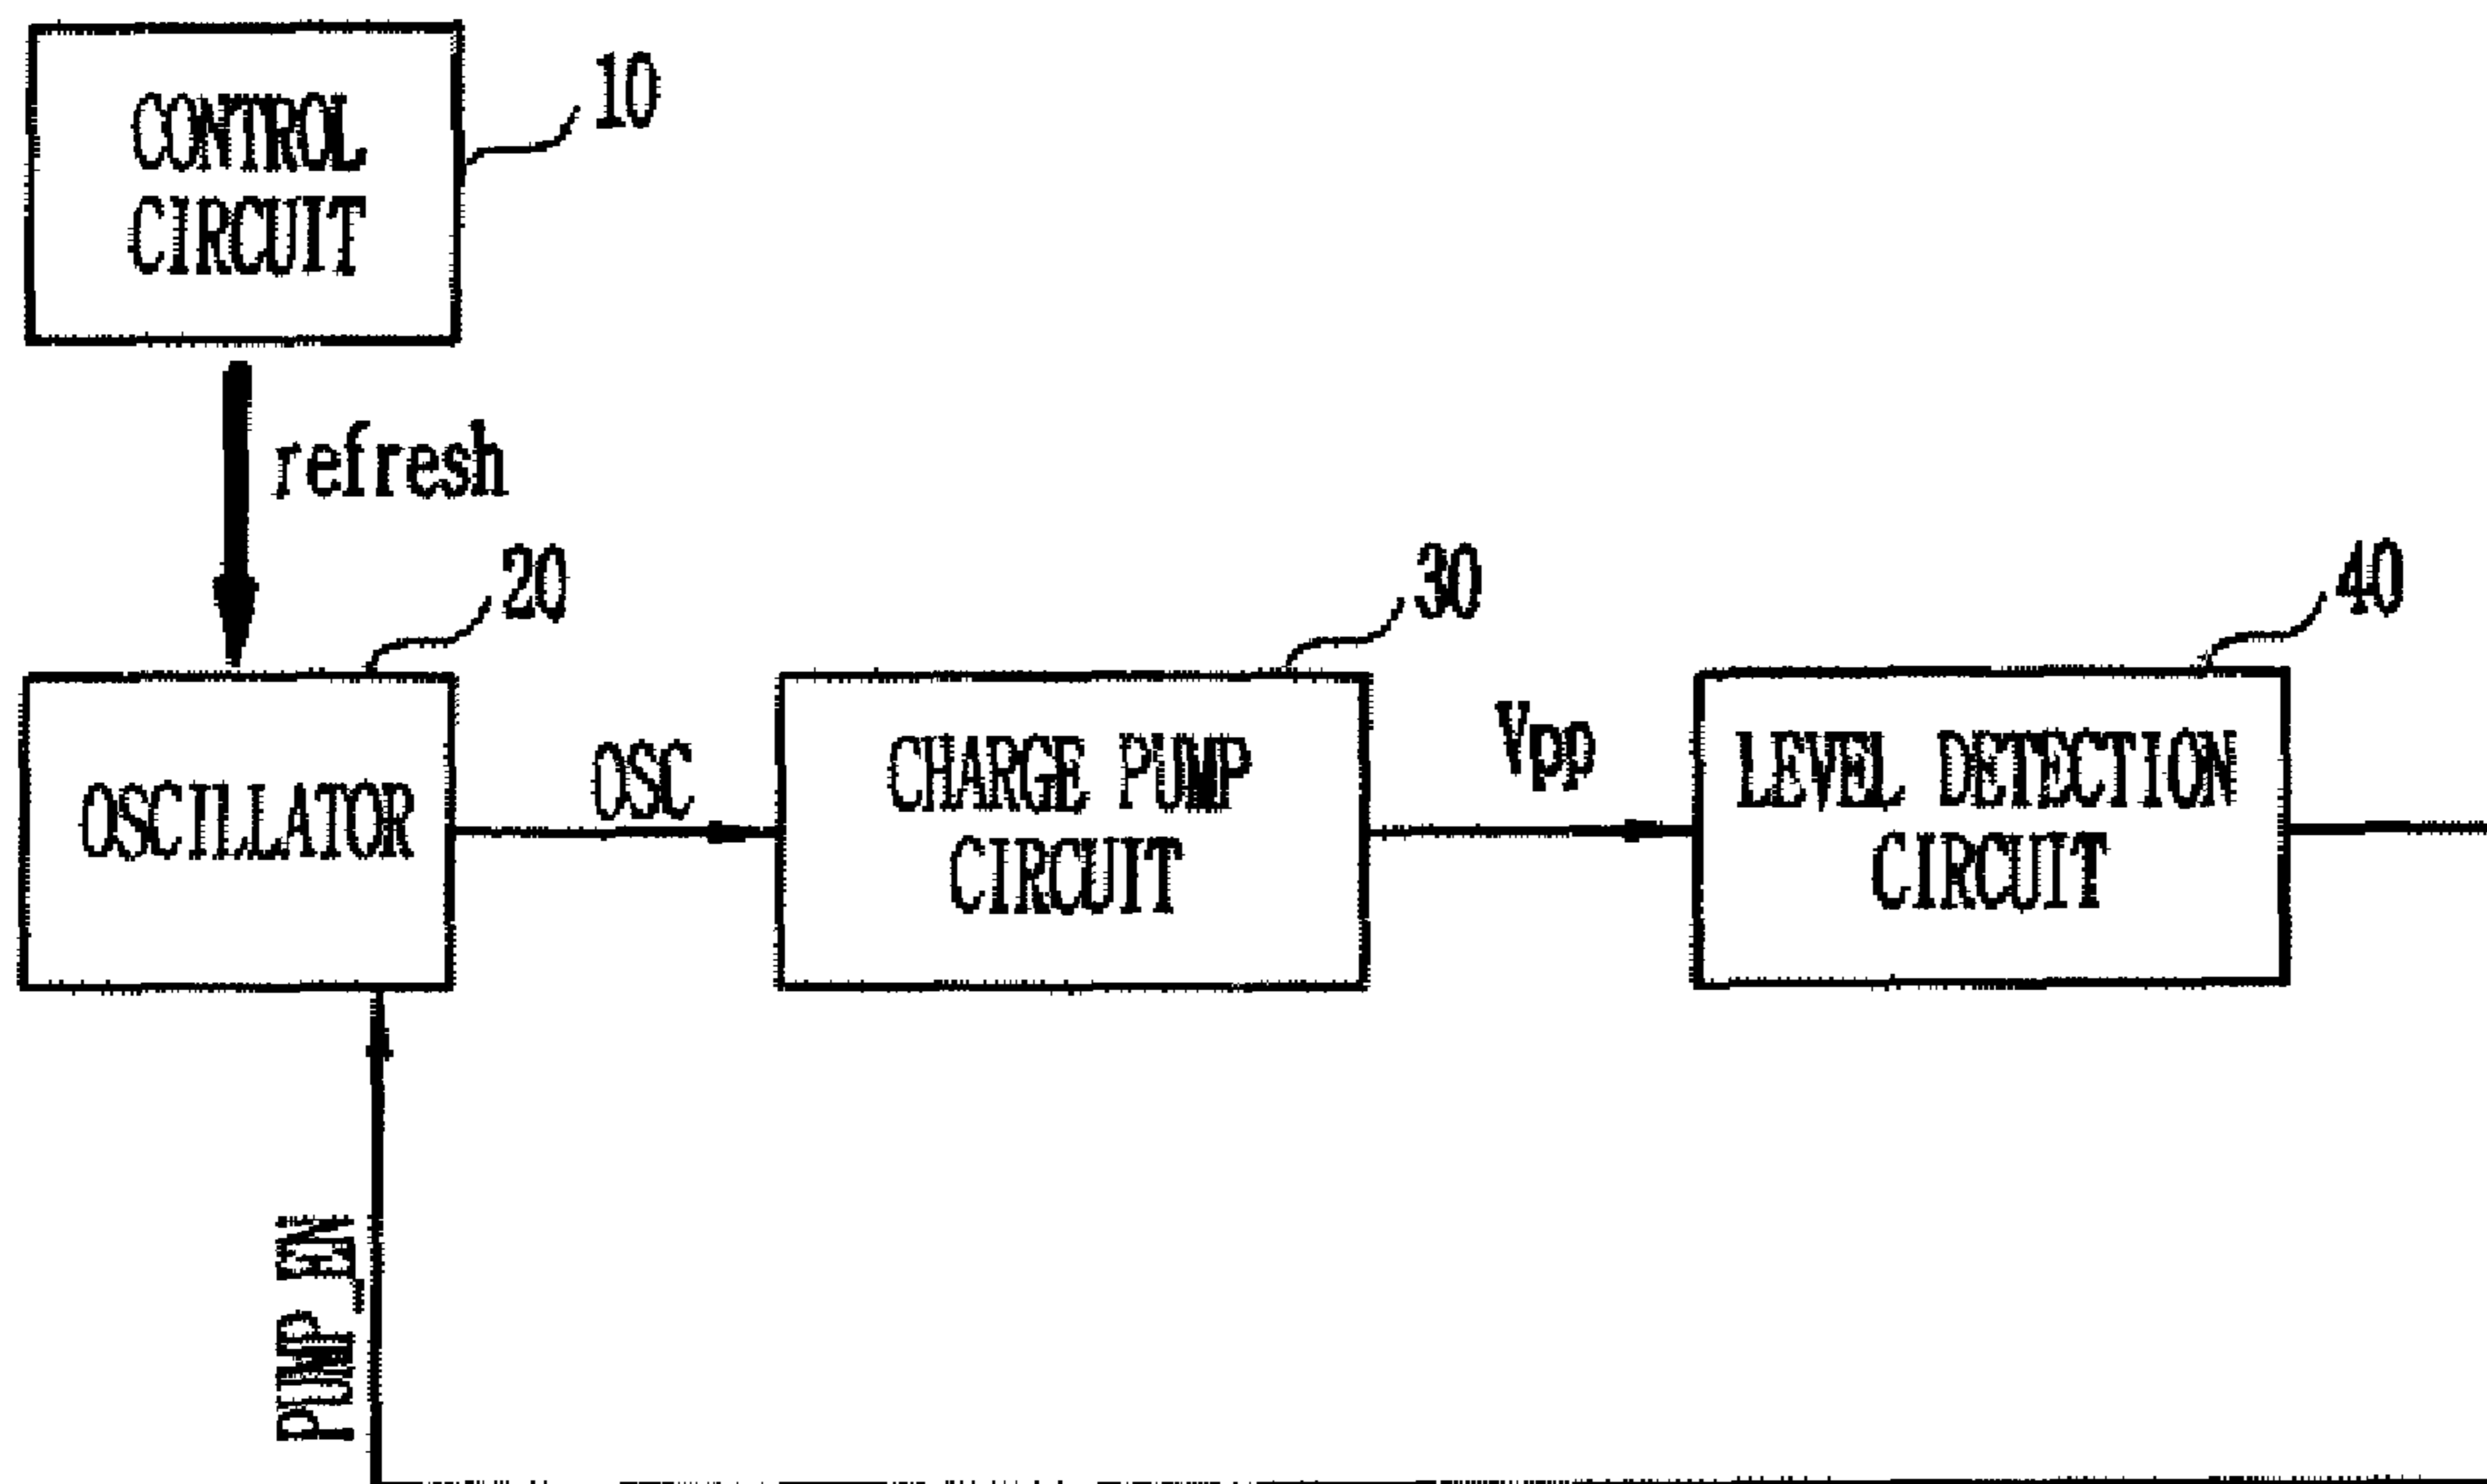 CONTROL
CIRCUIT
10
refresh
20
30
40
OSCILLATOR
OSC
CHARGE PUMP
CIRCUIT
Vpp
LEVEL DETECTION
CIRCUIT
PUMP_EN